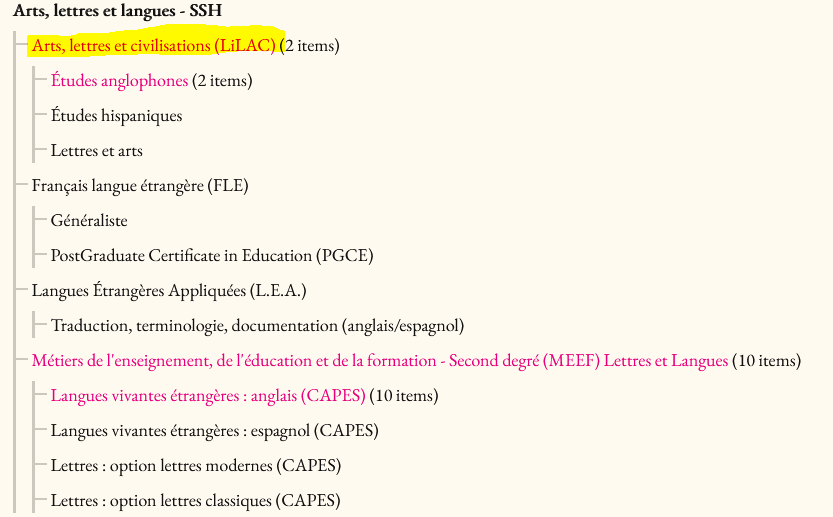 Arts, lettres et langues - SSH
Arts, lettres et civilisations (LiLAC) (2 items)
Études anglophones (2 items)
Études hispaniques
Lettres et arts
Français langue étrangère (FLE)
Généraliste
PostGraduate Certificate in Education (PGCE)
Langues Étrangères Appliquées (L.E.A.)
Traduction, terminologie, documentation (anglais/espagnol)
Métiers de l'enseignement, de l'éducation et de la formation - Second degré (MEEF) Lettres et Langues (10 items)
Langues vivantes étrangères : anglais (CAPES) (10 items)
Langues vivantes étrangères : espagnol (CAPES)
Lettres : option lettres modernes (CAPES)
Lettres : option lettres classiques (CAPES)